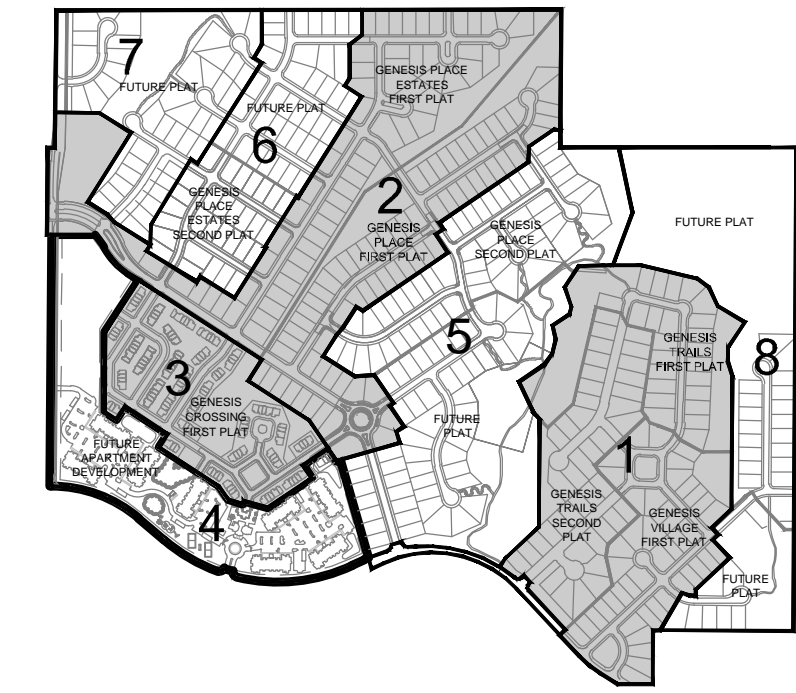 7
FUTURE PLAT
FUTURE PLAT
6
GENESIS PLACE
ESTATES
FIRST PLAT
GENESIS
PLACE
ESTATES
SECOND PLAT
2
GENESIS
PLACE
FIRST PLAT
GENESIS
PLACE
SECOND PLAT
FUTURE PLAT
5
FUTURE
PLAT
8
GENESIS
TRAILS
FIRST PLAT
3
GENESIS
CROSSING
FIRST PLAT
FUTURE
APARTMENT
DEVELOPMENT
4
1
GENESIS
TRAILS
SECOND
PLAT
GENESIS
VILLAGE
FIRST PLAT
FUTURE
PLAT